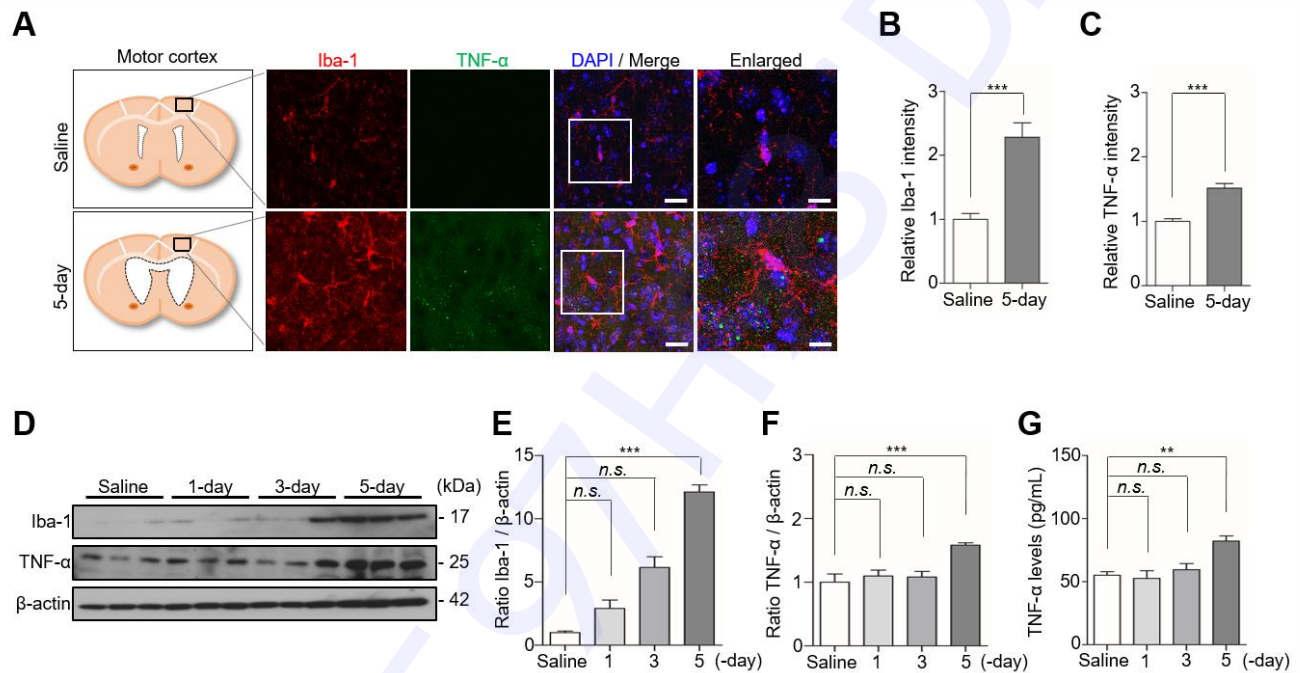 A
B
C
Motor cortex
Iba-1
TNF-α
DAPI / Merge
Enlarged
Saline
5-day
Relative Iba-1 intensity
3
2
1
0
***
Saline 5-day
Relative TNF-α intensity
3
2
1
0
***
Saline 5-day
D
E
F
G
Saline 1-day 3-day 5-day (kDa)
Iba-1 - 17
TNF-α - 25
β-actin - 42
Ratio Iba-1 / β-actin
15
10
5
0
***
n.s.
n.s.
Saline 1 3 5 (-day)
Ratio TNF-α / β-actin
3
2
1
0
***
n.s.
n.s.
Saline 1 3 5 (-day)
TNF-α levels (pg/mL)
150
100
50
0
**
n.s.
n.s.
Saline 1 3 5 (-day)